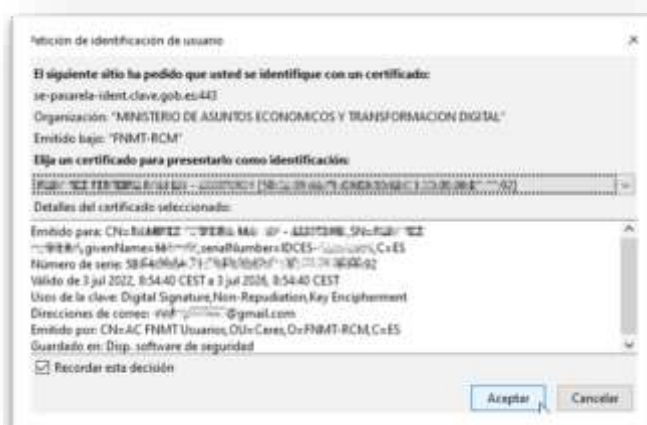 Petición de identificación de usuario
El siguiente sitio ha pedido que usted se identifique con un certificado:
se-pasarela-ident.clave.gob.es:443
Organización: "MINISTERIO DE ASUNTOS ECONOMICOS Y TRANSFORMACION DIGITAL"
Emitido bajo: "FNMT-RCM"
Elija un certificado para presentarlo como identificación:
Detalles del certificado seleccionado:
Emitido para: CN=
givenName= serialNumber=IDCES- C=ES
Número de serie:
Válido de 3 jul 2022, 8:54:40 CEST a 3 jul 2026, 8:54:40 CEST
Usos de la clave: Digital Signature,Non-Repudiation,Key Encipherment
Direcciones de correo: @gmail.com
Emitido por: CN=AC FNMT Usuarios,OU=Ceres,O=FNMT-RCM,C=ES
Guardado en: Disp. software de seguridad
Recordar esta decisión
Aceptar Cancelar